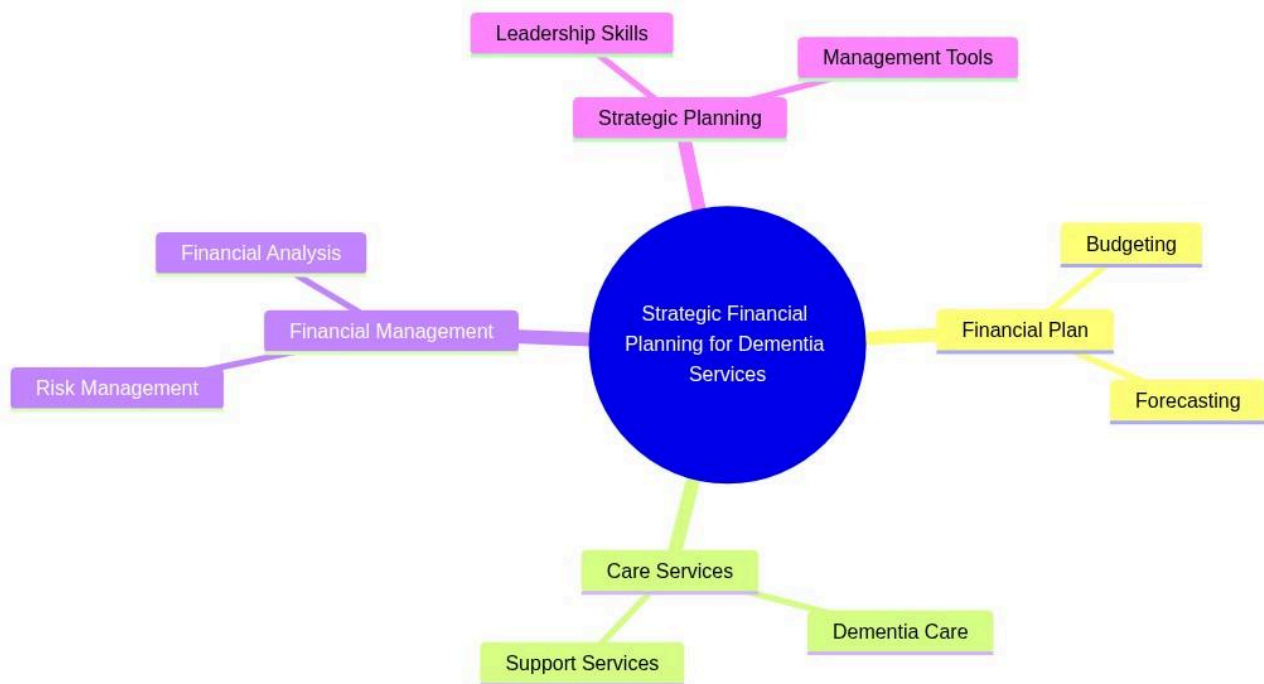 Leadership Skills
Management Tools
Strategic Planning
Financial Analysis
Budgeting
Financial Management
Strategic Financial
Planning for Dementia
Services
Financial Plan
Risk Management
Forecasting
Care Services
Dementia Care
Support Services